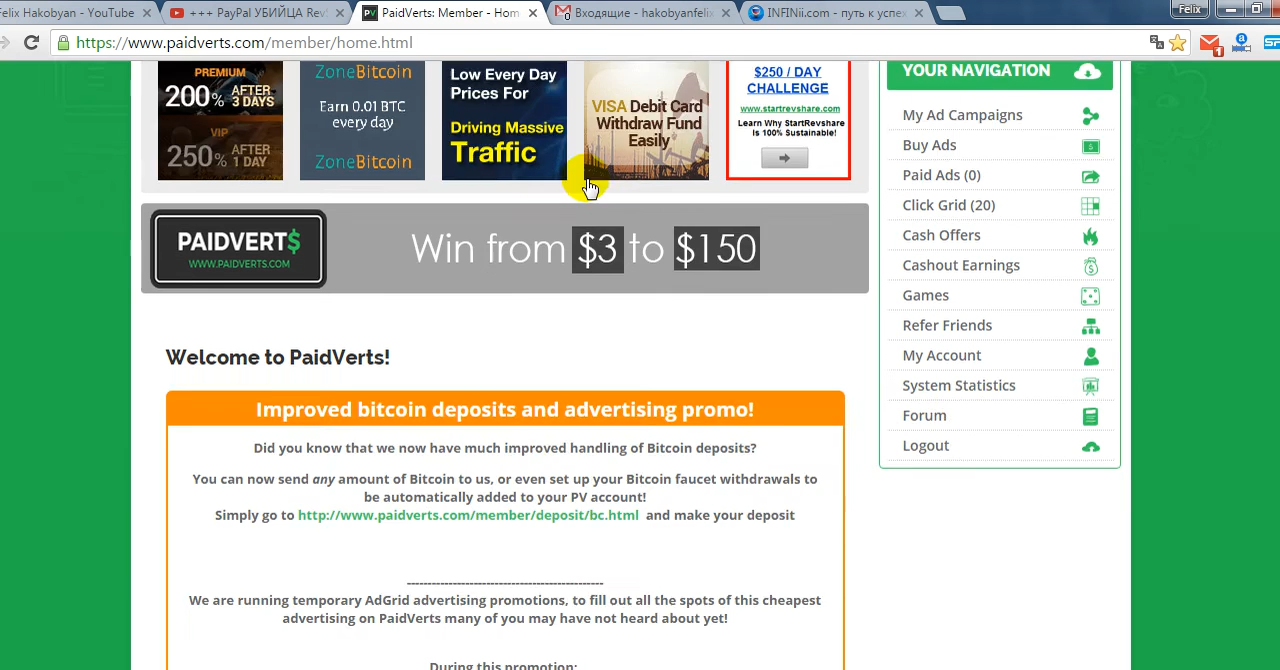 Felix Hakobyan - YouTube
+++ PayPal УБИЙЦА RevS
PaidVerts: Member - Hom
Входящие - hakobyanfelix
INFINii.com - путь к успех
Felix
https://www.paidverts.com/member/home.html
PREMIUM
200% AFTER 3 DAYS
VIP
250% AFTER 1 DAY
ZoneBitcoin
Earn 0.01 BTC
every day
ZoneBitcoin
Low Every Day
Prices For
Driving Massive
Traffic
VISA Debit Card
Withdraw Fund
Easily
$250 / DAY
CHALLENGE
www.startrevshare.com
Learn Why StartRevshare
Is 100% Sustainable!
PAIDVERT$
WWW.PAIDVERTS.COM
Win from $3 to $150
Welcome to PaidVerts!
Improved bitcoin deposits and advertising promo!
Did you know that we now have much improved handling of Bitcoin deposits?
You can now send any amount of Bitcoin to us, or even set up your Bitcoin faucet withdrawals to
be automatically added to your PV account!
Simply go to http://www.paidverts.com/member/deposit/bc.html and make your deposit
-----------------------------------------------
We are running temporary AdGrid advertising promotions, to fill out all the spots of this cheapest
advertising on PaidVerts many of you may have not heard about yet!
During this promotion:
YOUR NAVIGATION
My Ad Campaigns
Buy Ads
Paid Ads (0)
Click Grid (20)
Cash Offers
Cashout Earnings
Games
Refer Friends
My Account
System Statistics
Forum
Logout